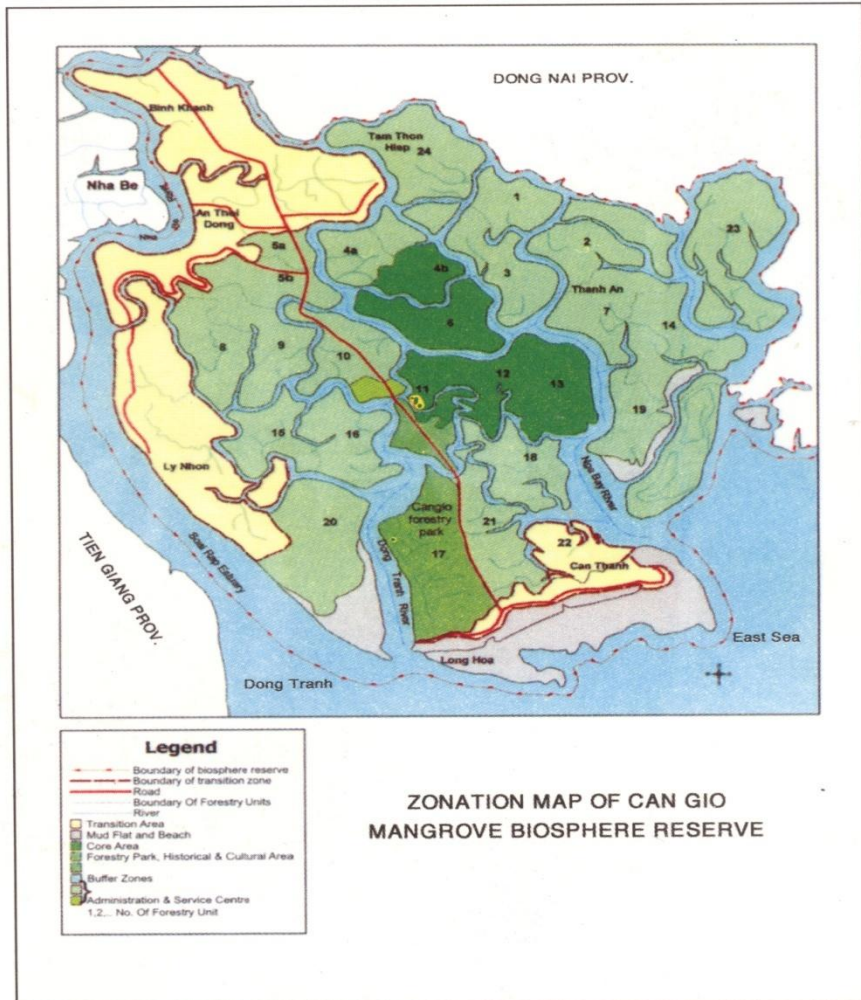 DONG NAI PROV.
Binh Khanh
Tam Thon
Hiep
24
Nha Be
1
An Thoi
Dong
23
Nha
5a
4a
2
4b
3
5b
Thanh An
7
14
6
8
9
10
11
12
13
19
15
16
18
Ly Nhon
Nga Bay River
20
Cangio
forestry
park
21
17
22
Can Thanh
Soai Rap Estuary
Dong Tranh River
TIEN GIANG PROV.
East Sea
Long Hoa
Dong Tranh
Legend
Boundary of biosphere reserve
Boundary of transition zone
Road
Boundary Of Forestry Units
River
Transition Area
Mud Flat and Beach
Core Area
Forestry Park, Historical & Cultural Area
Buffer Zones
Administration & Service Centre
1,2,.. No. Of Forestry Unit
ZONATION MAP OF CAN GIO
MANGROVE BIOSPHERE RESERVE